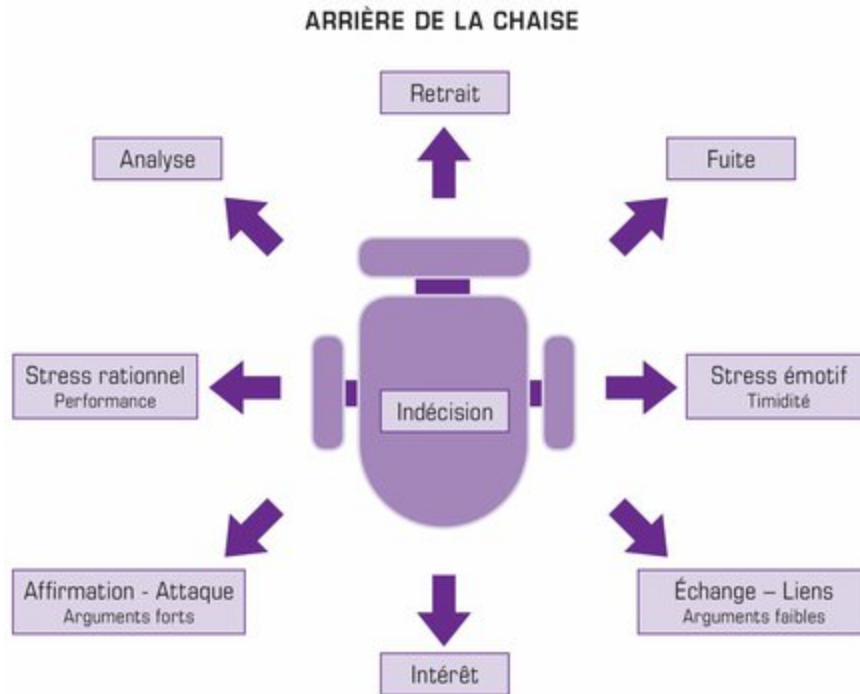 ARRIÈRE DE LA CHAISE
Retrait
Analyse
Fuite
Stress rationnel
Performance
Indécision
Stress émotif
Timidité
Affirmation - Attaque
Arguments forts
Échange – Liens
Arguments faibles
Intérêt